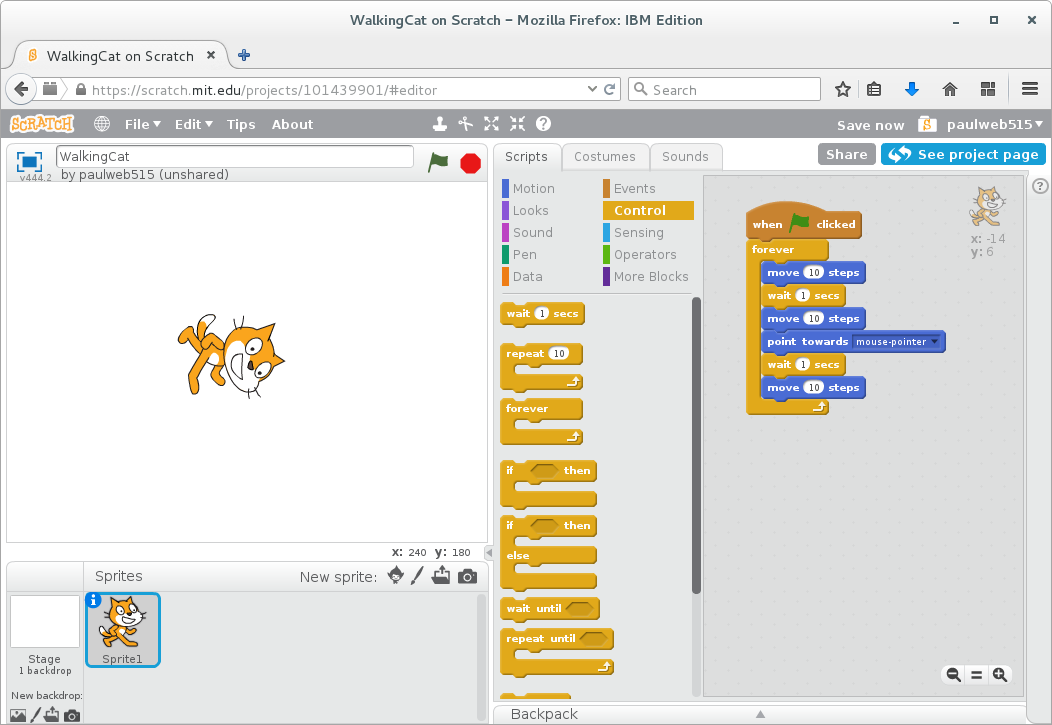 WalkingCat on Scratch – Mozilla Firefox: IBM Edition
WalkingCat on Scratch
https://scratch.mit.edu/projects/101439901/#editor
Search
SCRATCH
File
Edit
Tips
About
Save now
S
paulweb515
v444.2
WalkingCat
by paulweb515 (unshared)
Scripts
Costumes
Sounds
Share
See project page
Motion
Looks
Sound
Pen
Data
Events
Control
Sensing
Operators
More Blocks
wait 1 secs
repeat 10
forever
if then
if then
else
wait until
repeat until
when clicked
forever
move 10 steps
wait 1 secs
move 10 steps
point towards mouse-pointer
wait 1 secs
move 10 steps
x: -14
y: 6
?
x: 240 y: 180
Sprites
New sprite:
Stage
1 backdrop
New backdrop:
i
Sprite1
Backpack